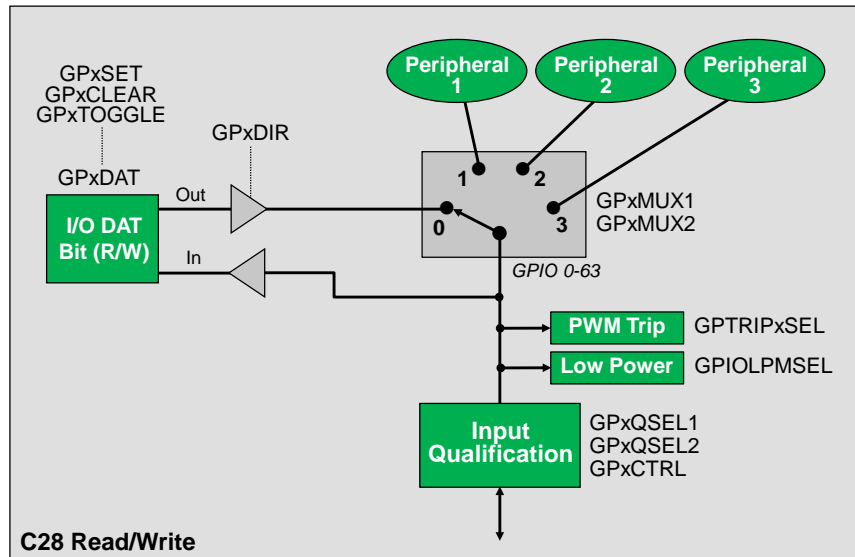 GPxSET
GPxCLEAR
GPxTOGGLE
GPxDIR
GPxDAT
I/O DAT
Bit (R/W)
Out
In
Peripheral
1
Peripheral
2
Peripheral
3
1
2
0
3
GPxMUX1
GPxMUX2
GPIO 0-63
PWM Trip
GPTRIPxSEL
Low Power
GPIOLPMSEL
Input
Qualification
GPxQSEL1
GPxQSEL2
GPxCTRL
C28 Read/Write